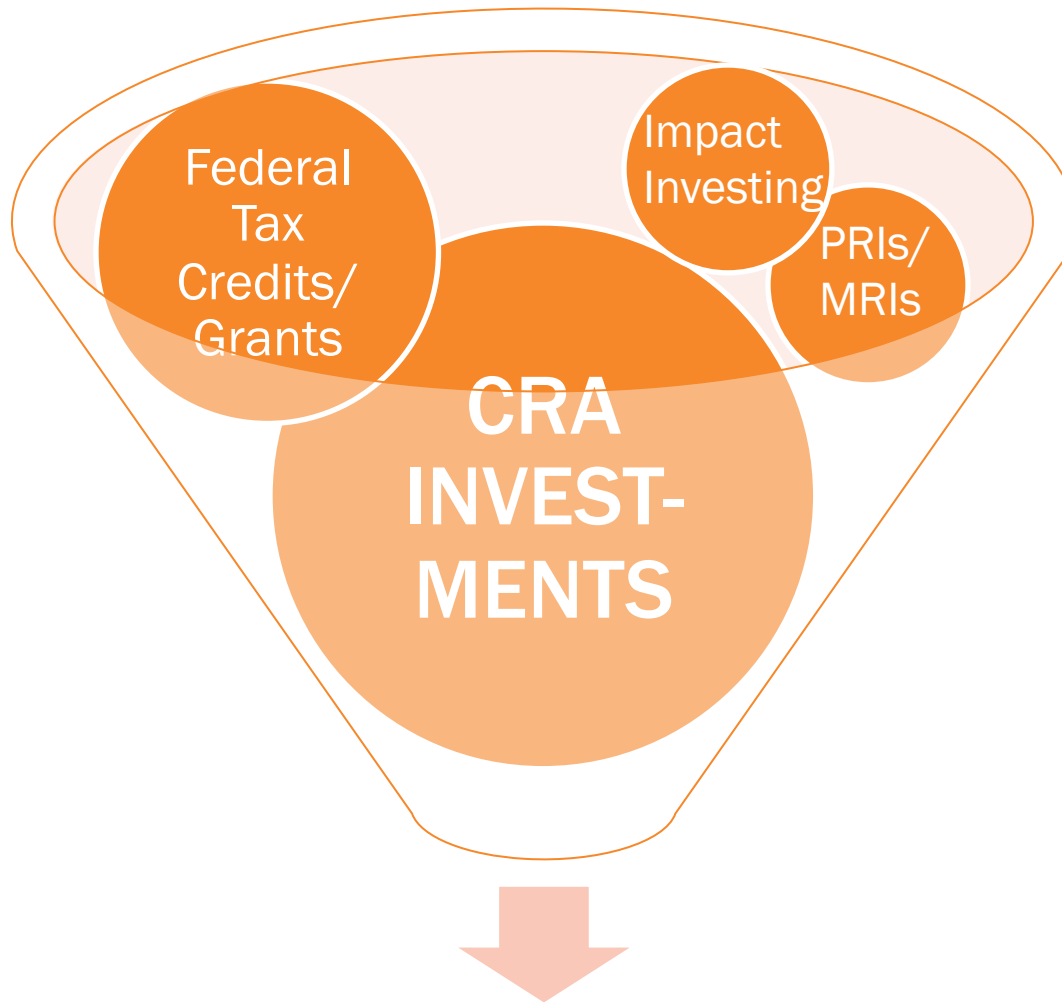 Federal
Tax
Credits/
Grants
Impact
Investing
PRIs/
MRIs
CRA
INVEST-
MENTS